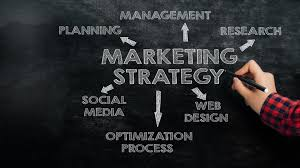 MANAGEMENT
PLANNING
RESEARCH
MARKETING
STRATEGY
SOCIAL
MEDIA
WEB
DESIGN
OPTIMIZATION
PROCESS